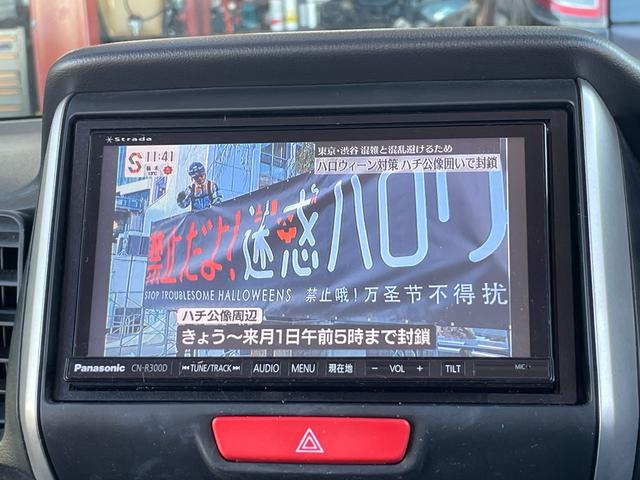 Strada
11:41
東京・渋谷 混雑と混乱避けるため
ハロウィーン対策 ハチ公像囲いで封鎖
禁止だよ!迷惑ハロウ
STOP TROUBLESOME HALLOWEENS 禁止哦!万圣节不得扰
ハチ公像周辺
きょう～来月1日午前5時まで封鎖
Panasonic CN-R300D TUNE/TRACK AUDIO MENU 現在地 - VOL + TILT MIC